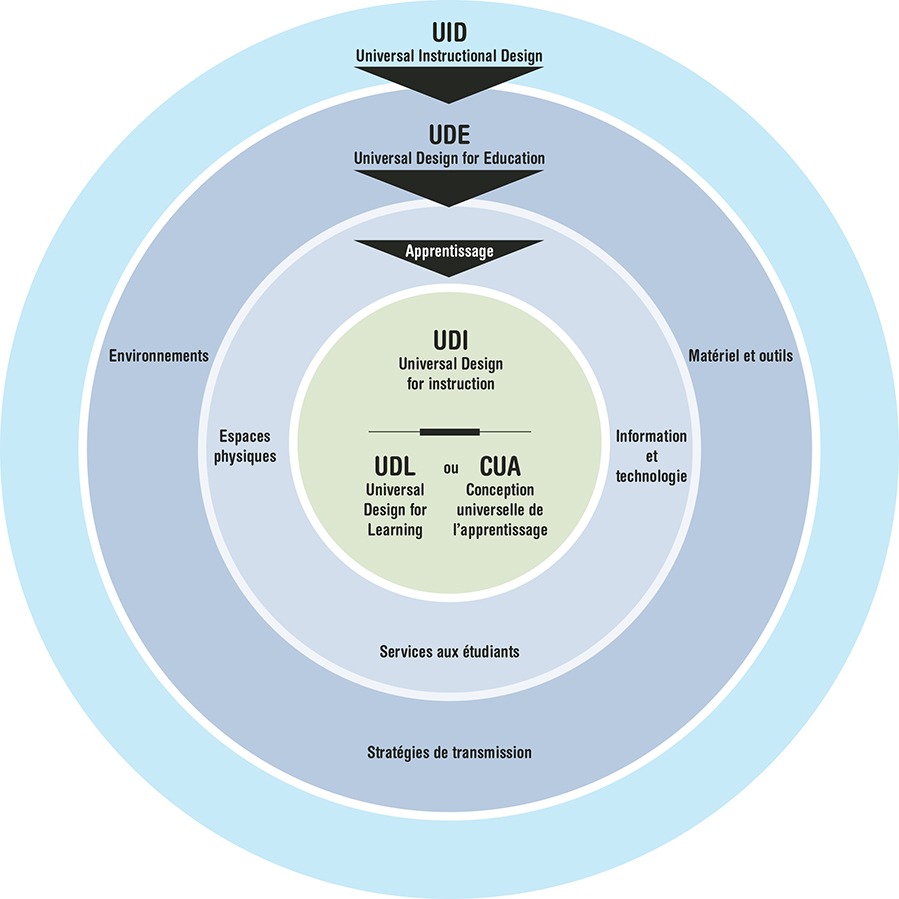 UID
Universal Instructional Design
UDE
Universal Design for Education
Apprentissage
UDI
Universal Design
for instruction
Environnements
Matériel et outils
Espaces
physiques
Information
et
technologie
UDL ou CUA
Universal
Design for
Learning
Conception
universelle de
l'apprentissage
Services aux étudiants
Stratégies de transmission